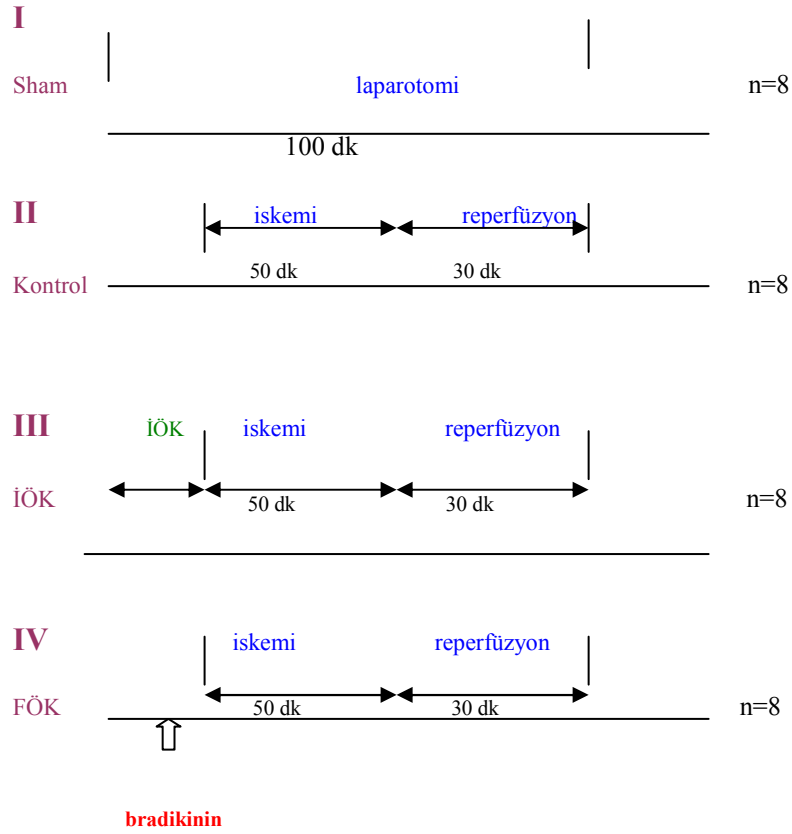 I
Sham laparotomi n=8
100 dk
II
iskemi reperfüzyon
50 dk 30 dk
Kontrol n=8
III İÖK iskemi reperfüzyon
İÖK 50 dk 30 dk n=8
IV iskemi reperfüzyon
FÖK 50 dk 30 dk n=8
bradikinin